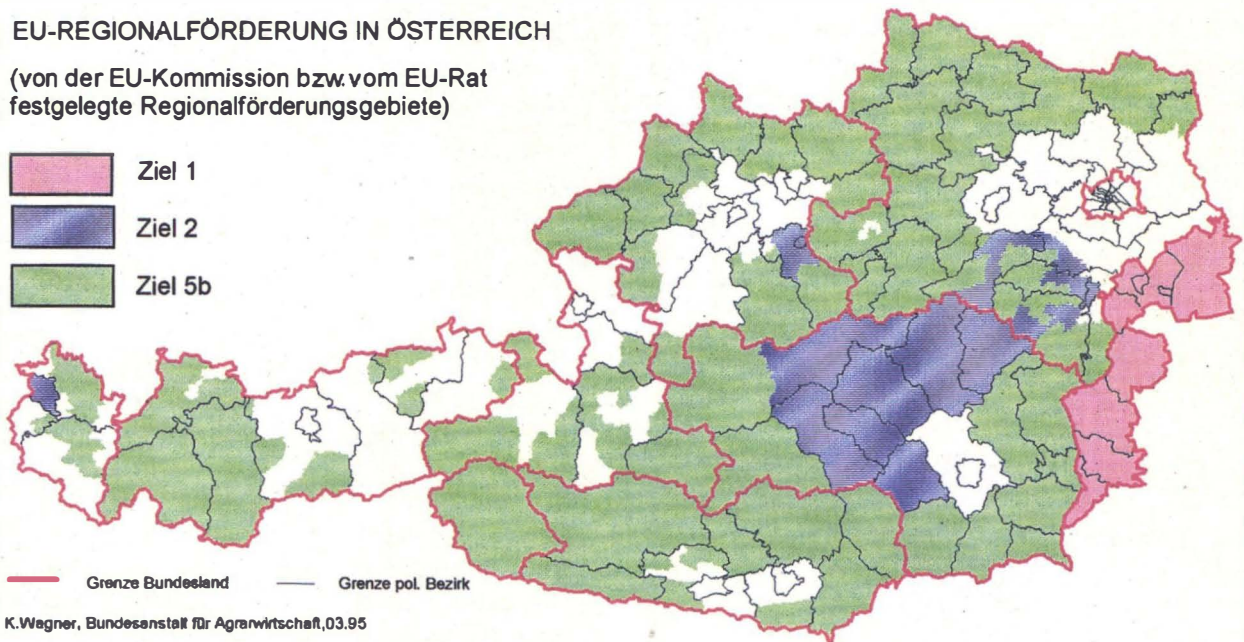 EU-REGIONALFÖRDERUNG IN ÖSTERREICH
(von der EU-Kommission bzw.vom EU-Rat
festgelegte Regionalförderungsgebiete)
Ziel 1
Ziel 2
Ziel 5b
Grenze Bundesland
Grenze pol. Bezirk
K.Wagner, Bundesanstalt für Agrarwirtschaft,03.95